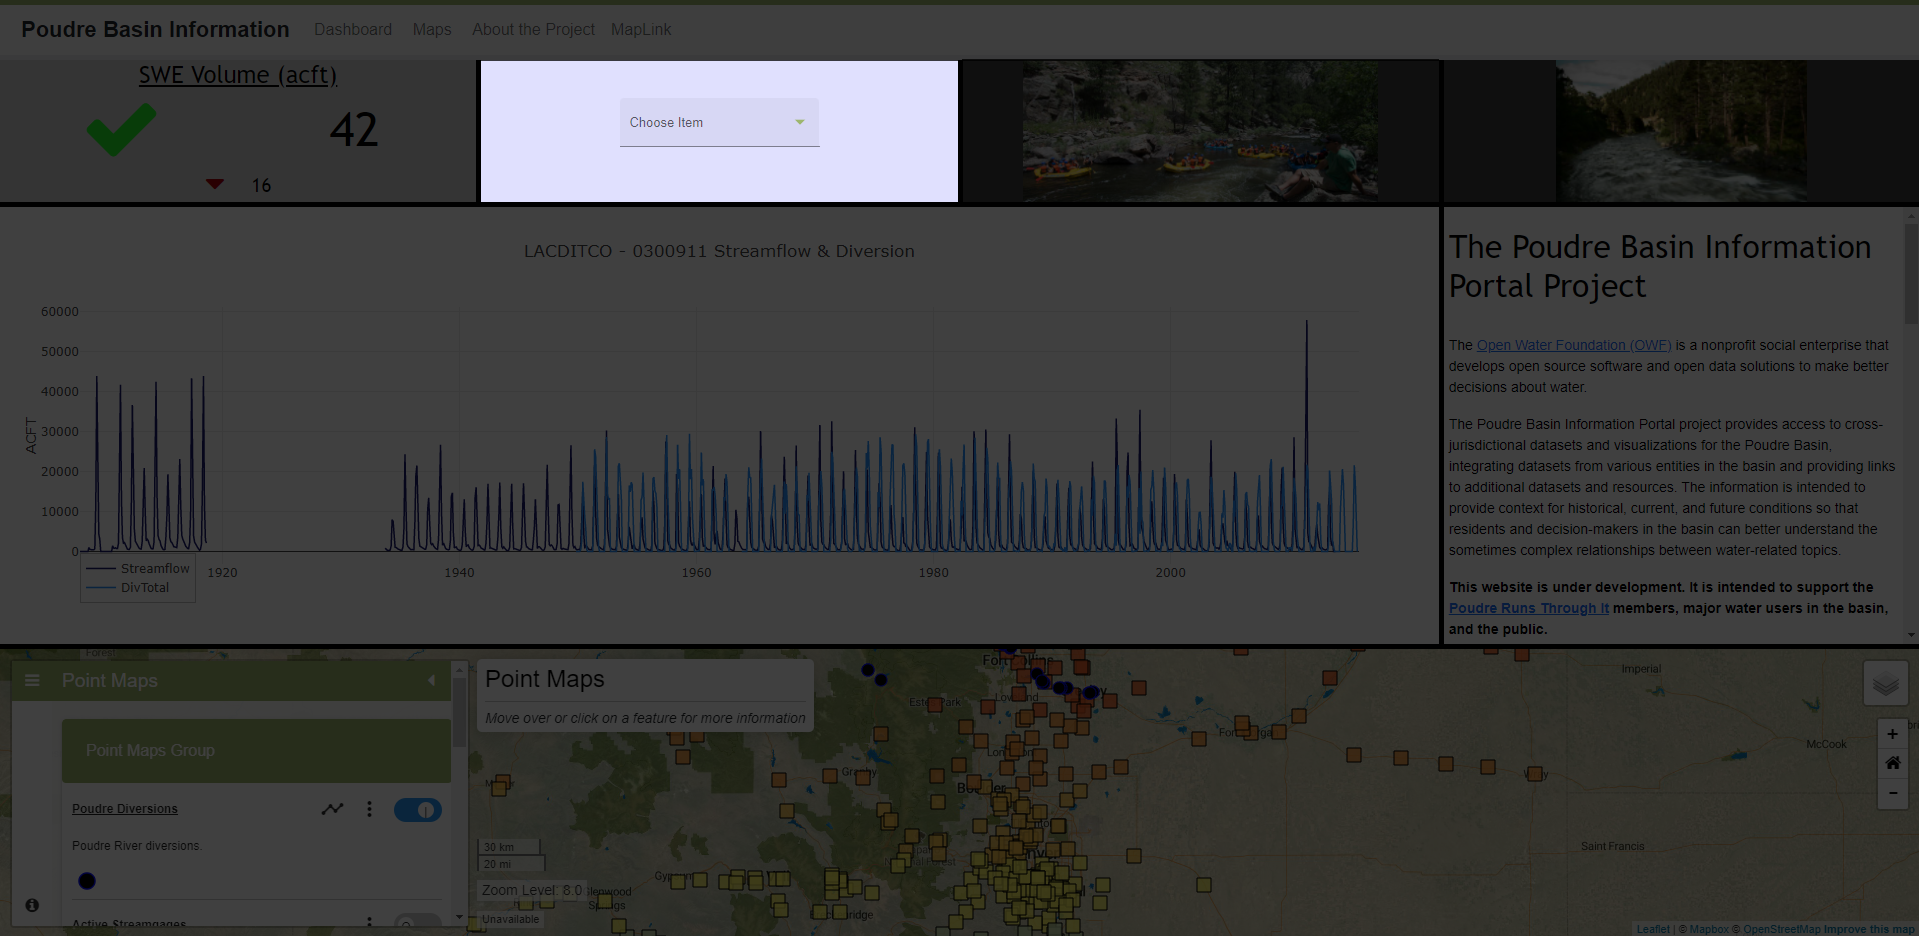 Poudre Basin Information Dashboard Maps About the Project MapLink
SWE Volume (acft)
42
16
Choose Item
LACDITCO - 0300911 Streamflow & Diversion
60000
50000
40000
30000
20000
10000
0
ACFT
1920 1940 1960 1980 2000
Streamflow
DivTotal
The Poudre Basin Information
Portal Project
The Open Water Foundation (OWF) is a nonprofit social enterprise that
develops open source software and open data solutions to make better
decisions about water.
The Poudre Basin Information Portal project provides access to cross-
jurisdictional datasets and visualizations for the Poudre Basin,
integrating datasets from various entities in the basin and providing links
to additional datasets and resources. The information is intended to
provide context for historical, current, and future conditions so that
residents and decision-makers in the basin can better understand the
sometimes complex relationships between water-related topics.
This website is under development. It is intended to support the
Poudre Runs Through It members, major water users in the basin,
and the public.
Forest
Point Maps
Point Maps Group
Poudre Diversions
Poudre River diversions.
Active Streamgages
Point Maps
Move over or click on a feature for more information
30 km
20 mi
Zoom Level: 8.0
Unavailable
Estes Park
Granby
Glenwood
Springs
Imperial
McCook
Saint Francis
+
−
Leaflet | © Mapbox © OpenStreetMap Improve this map